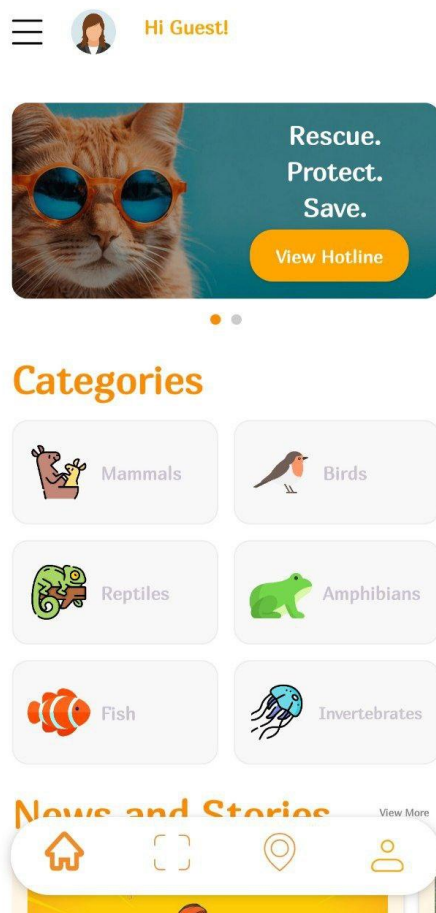 Hi Guest!
Rescue.
Protect.
Save.
View Hotline
Categories
Mammals
Birds
Reptiles
Amphibians
Fish
Invertebrates
News and Stories
View More